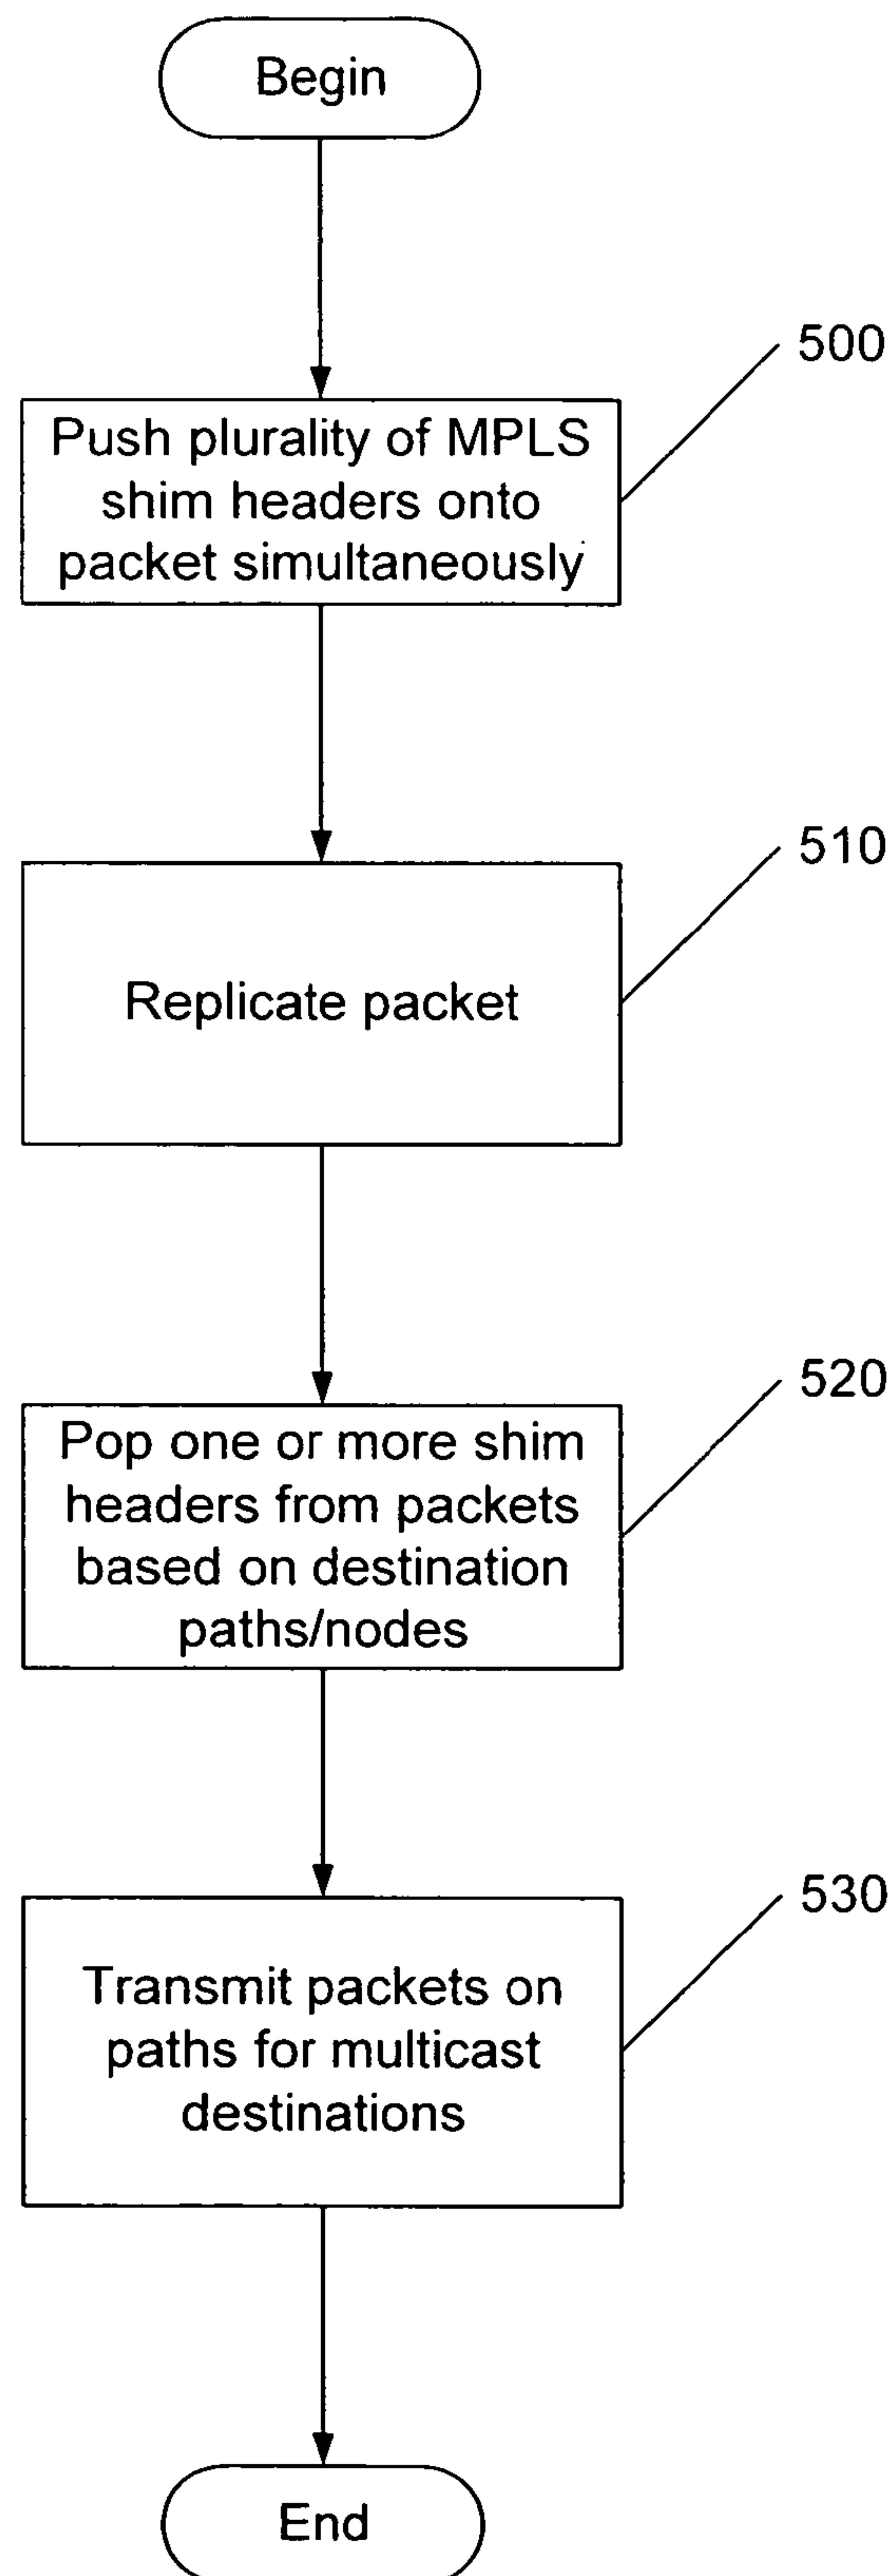 Begin
500
Push plurality of MPLS
shim headers onto
packet simultaneously
510
Replicate packet
520
Pop one or more shim
headers from packets
based on destination
paths/nodes
530
Transmit packets on
paths for multicast
destinations
End